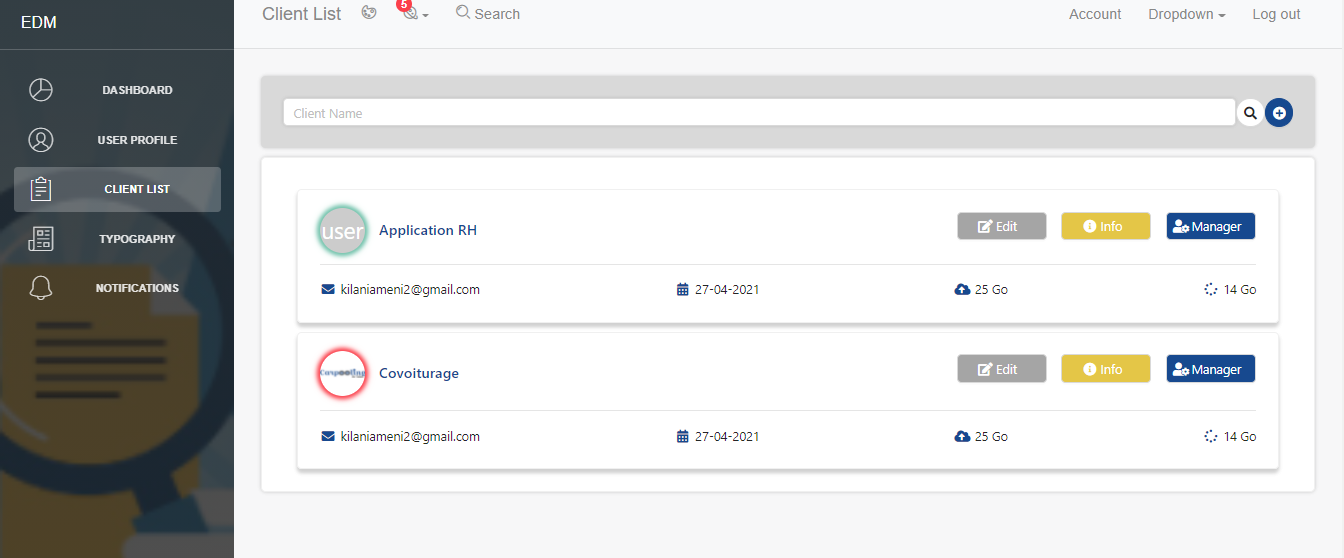 EDM
Client List 5 Search Account Dropdown Log out
DASHBOARD
USER PROFILE
CLIENT LIST
TYPOGRAPHY
NOTIFICATIONS
Client Name
user Application RH Edit Info Manager
kilaniameni2@gmail.com 27-04-2021 25 Go 14 Go
Carpooling Covoiturage Edit Info Manager
kilaniameni2@gmail.com 27-04-2021 25 Go 14 Go